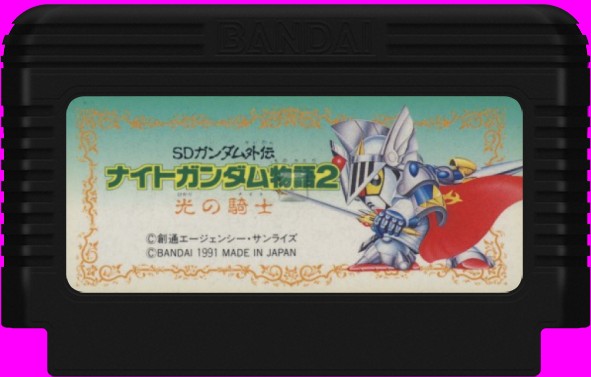 BANDAI
SDガンダム外伝
ナイトガンダム物語2
光の騎士
©創通エージェンシー・サンライズ
©BANDAI 1991 MADE IN JAPAN